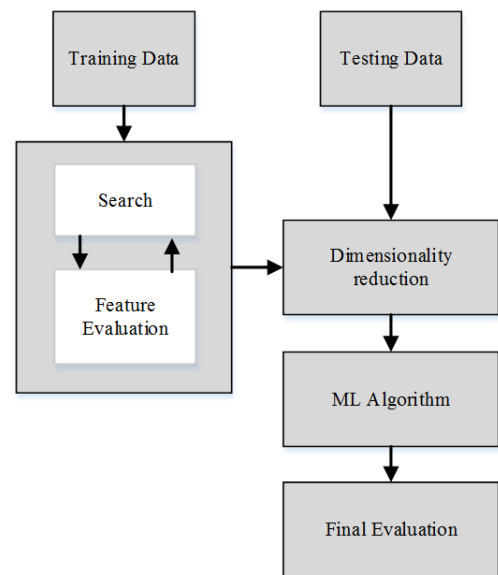 Training Data
Testing Data
Search
Feature
Evaluation
Dimensionality
reduction
ML Algorithm
Final Evaluation